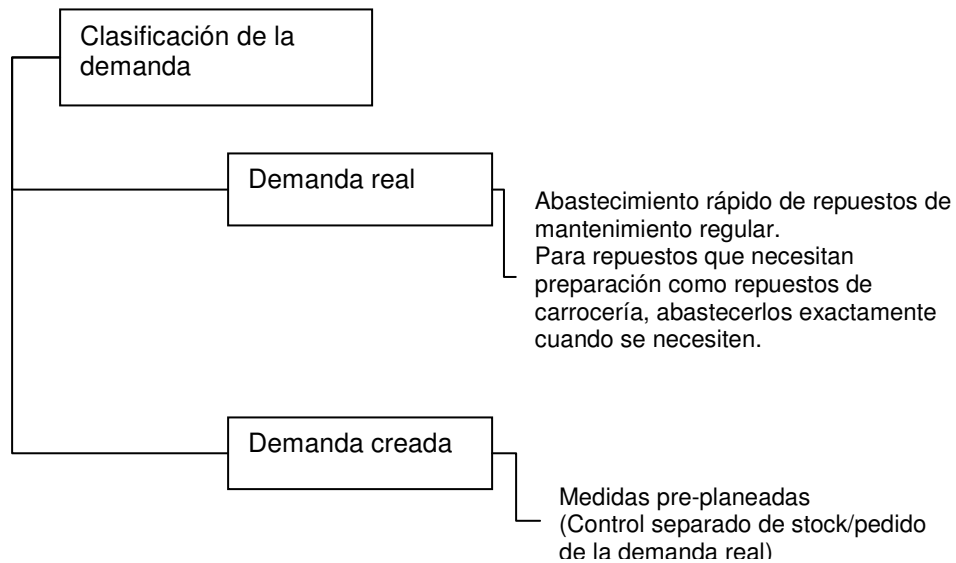 Clasificación de la
demanda
Demanda real
Abastecimiento rápido de repuestos de
mantenimiento regular.
Para repuestos que necesitan
preparación como repuestos de
carrocería, abastecerlos exactamente
cuando se necesiten.
Demanda creada
Medidas pre-planeadas
(Control separado de stock/pedido
de la demanda real)